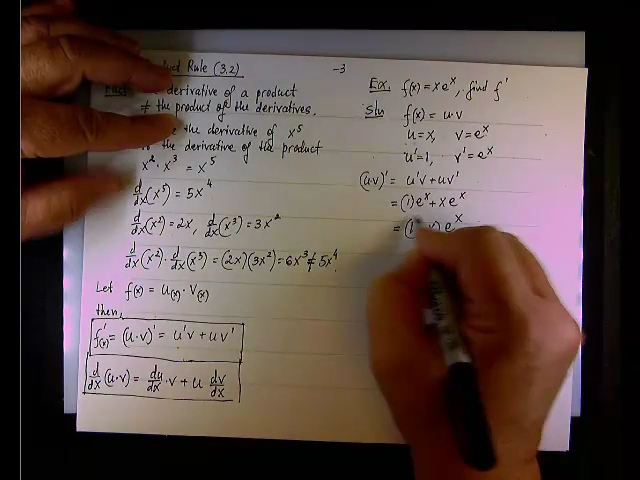 Rule (3.2)
-3
derivative of a product
≠ the product of the derivatives.
the derivative of x^5
the derivative of the product
x^2 · x^3 = x^5
d/dx (x^5) = 5x^4
d/dx (x^2) = 2x, d/dx (x^3) = 3x^2
d/dx (x^2) · d/dx (x^3) = (2x)(3x^2) = 6x^3 ≠ 5x^4
Let f(x) = u(x) · v(x)
then,
f'(x) = (u·v)' = u'v + uv'
d/dx (u·v) = du/dx · v + u dv/dx
Ex. f(x) = xe^x, find f'
Sln f(x) = u·v
u = x, v = e^x
u' = 1, v' = e^x
(u·v)' = u'v + uv'
= (1)e^x + xe^x
= (1 x) e^x